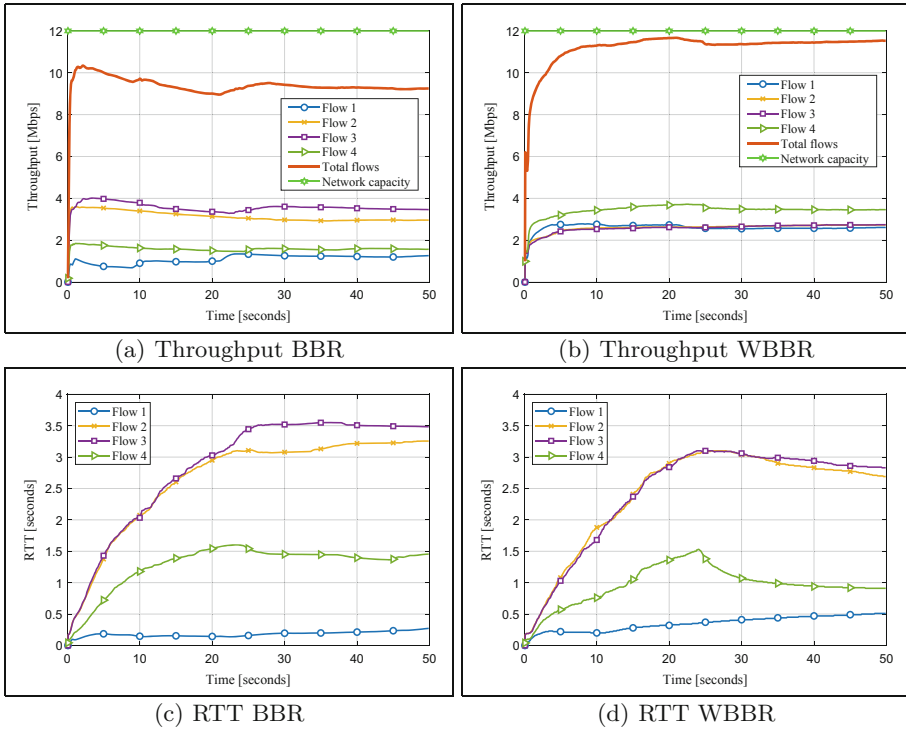 12
10
8
6
4
2
0
Throughput [Mbps]
Flow 1
Flow 2
Flow 3
Flow 4
Total flows
Network capacity
0 10 20 30 40 50
Time [seconds]
(a) Throughput BBR
12
10
8
6
4
2
0
Throughput [Mbps]
Flow 1
Flow 2
Flow 3
Flow 4
Total flows
Network capacity
0 10 20 30 40 50
Time [seconds]
(b) Throughput WBBR
4
3.5
3
2.5
2
1.5
1
0.5
0
RTT [seconds]
Flow 1
Flow 2
Flow 3
Flow 4
0 10 20 30 40 50
Time [seconds]
(c) RTT BBR
4
3.5
3
2.5
2
1.5
1
0.5
0
RTT [seconds]
Flow 1
Flow 2
Flow 3
Flow 4
0 10 20 30 40 50
Time [seconds]
(d) RTT WBBR